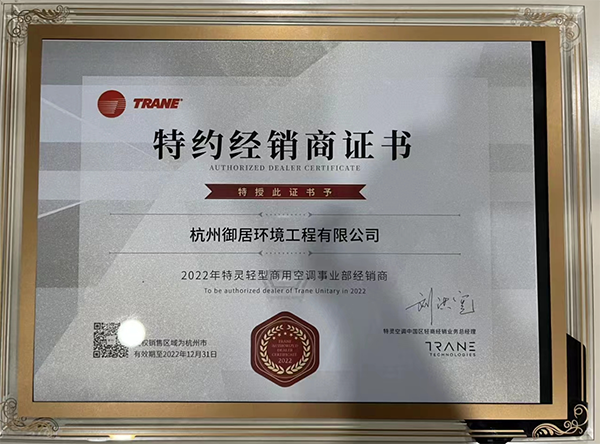 TRANE
特约经销商证书
AUTHORIZED DEALER CERTIFICATE
特授此证书予
杭州御居环境工程有限公司
2022年特灵轻型商用空调事业部经销商
To be authorized dealer of Trane Unitary in 2022
权销售区域为杭州市
有效期至2022年12月31日
TRANE
AUTHORIZED
DEALER
CERTIFICATE
2022
特灵空调中国区轻商经销业务总经理
TRANE
TECHNOLOGIES